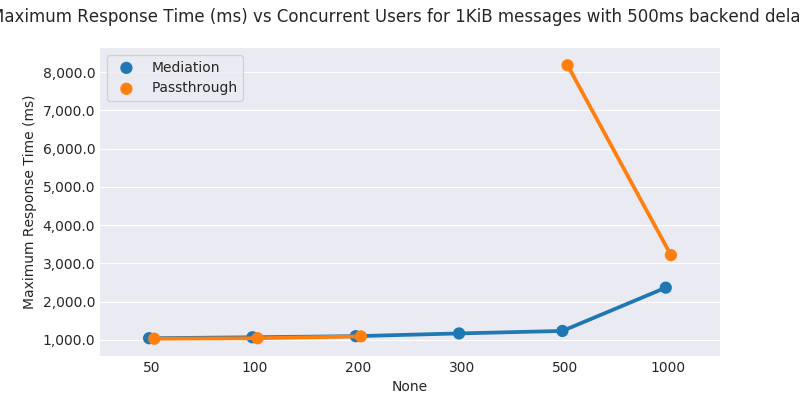 Maximum Response Time (ms) vs Concurrent Users for 1KiB messages with 500ms backend dela
Mediation
Passthrough
Maximum Response Time (ms)
8,000.0
7,000.0
6,000.0
5,000.0
4,000.0
3,000.0
2,000.0
1,000.0
50 100 200 300 500 1000
None